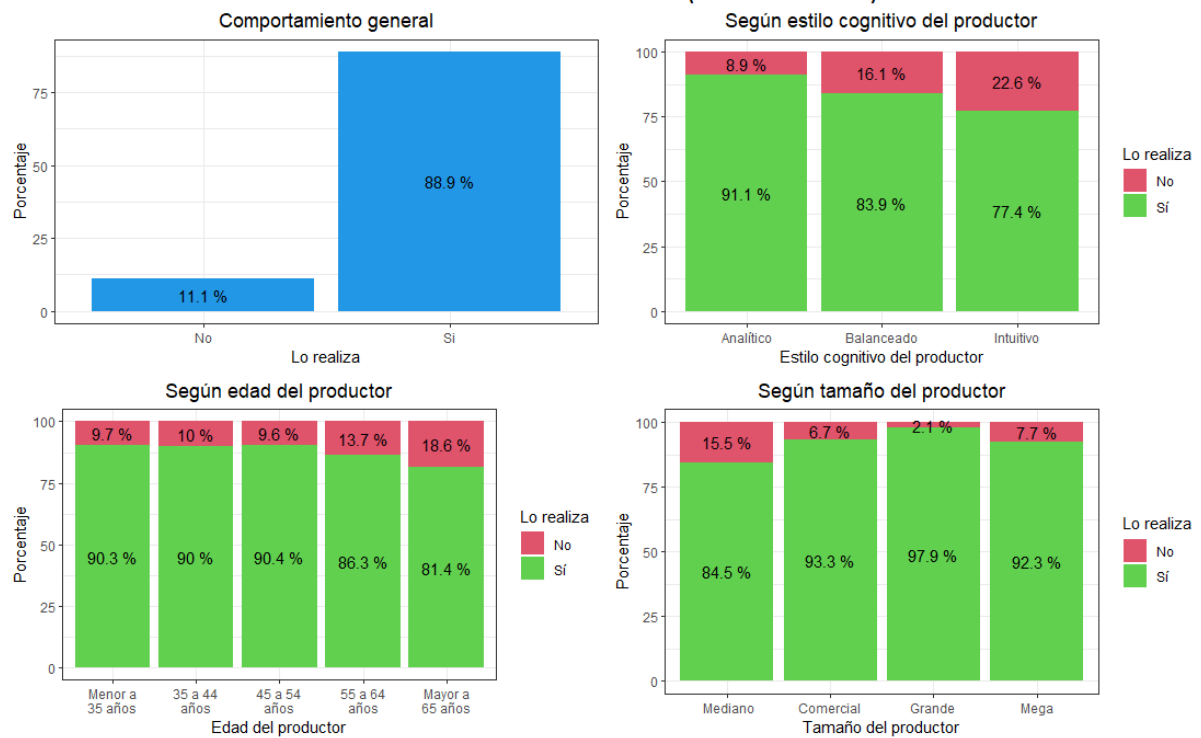 Comportamiento general
75
50
25
0
Porcentaje
11.1 %
88.9 %
No
Si
Lo realiza
Según estilo cognitivo del productor
100
75
50
25
0
Porcentaje
8.9 %
16.1 %
22.6 %
91.1 %
83.9 %
77.4 %
Analítico
Balanceado
Intuitivo
Estilo cognitivo del productor
Lo realiza
No
Sí
Según edad del productor
100
75
50
25
0
Porcentaje
9.7 %
10 %
9.6 %
13.7 %
18.6 %
90.3 %
90 %
90.4 %
86.3 %
81.4 %
Menor a
35 años
35 a 44
años
45 a 54
años
55 a 64
años
Mayor a
65 años
Edad del productor
Lo realiza
No
Sí
Según tamaño del productor
100
75
50
25
0
Porcentaje
15.5 %
6.7 %
2.1 %
7.7 %
84.5 %
93.3 %
97.9 %
92.3 %
Mediano
Comercial
Grande
Mega
Tamaño del productor
Lo realiza
No
Sí